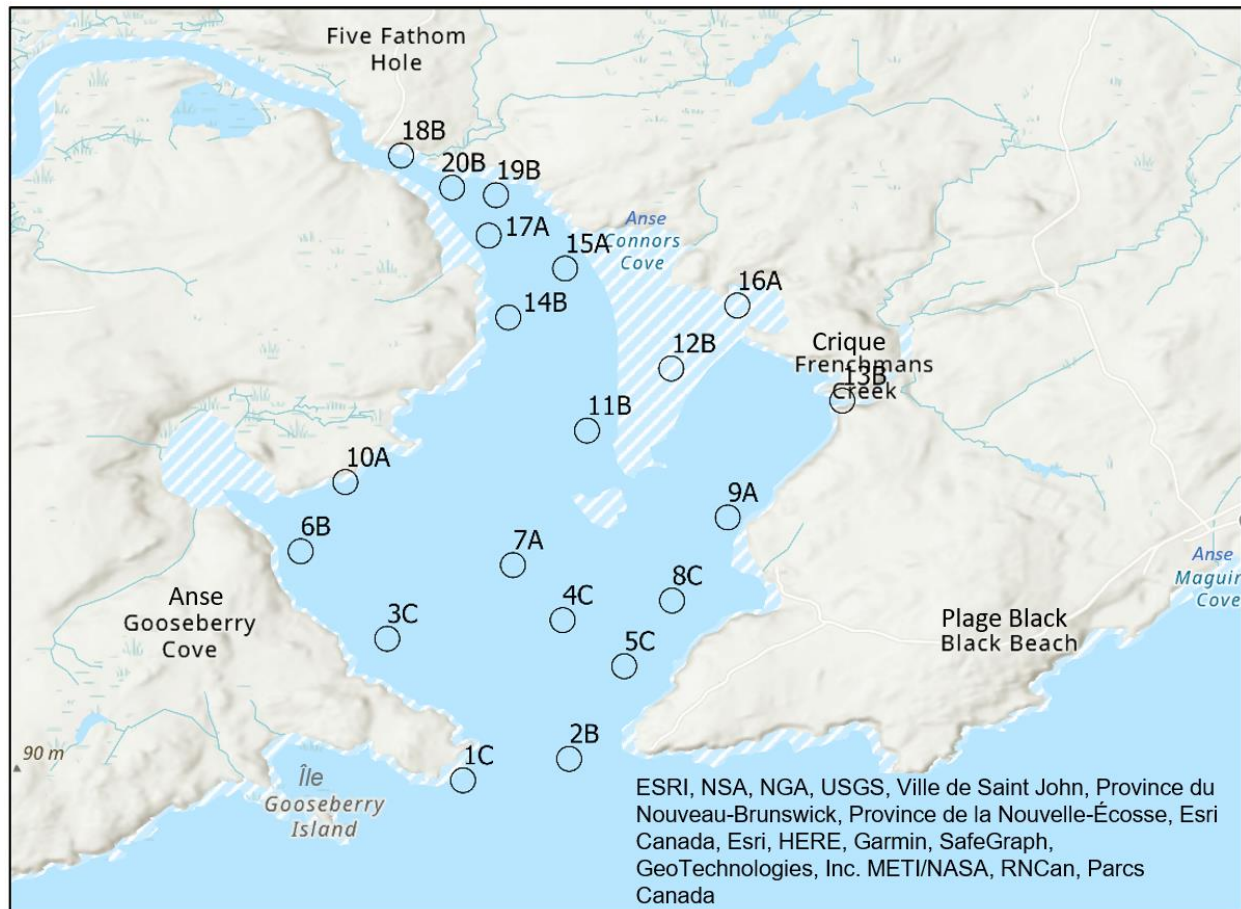 Five Fathom
Hole
18B
20B
19B
17A
15A
Anse
Connors
Cove
16A
14B
12B
Crique
Frenchmans
Creek
13B
11B
10A
9A
6B
7A
8C
Anse
Gooseberry
Cove
3C
4C
5C
Plage Black
Black Beach
Anse
Maguir
Cove
90 m
1C
2B
Île
Gooseberry
Island
ESRI, NSA, NGA, USGS, Ville de Saint John, Province du
Nouveau-Brunswick, Province de la Nouvelle-Écosse, Esri
Canada, Esri, HERE, Garmin, SafeGraph,
GeoTechnologies, Inc. METI/NASA, RNCan, Parcs
Canada